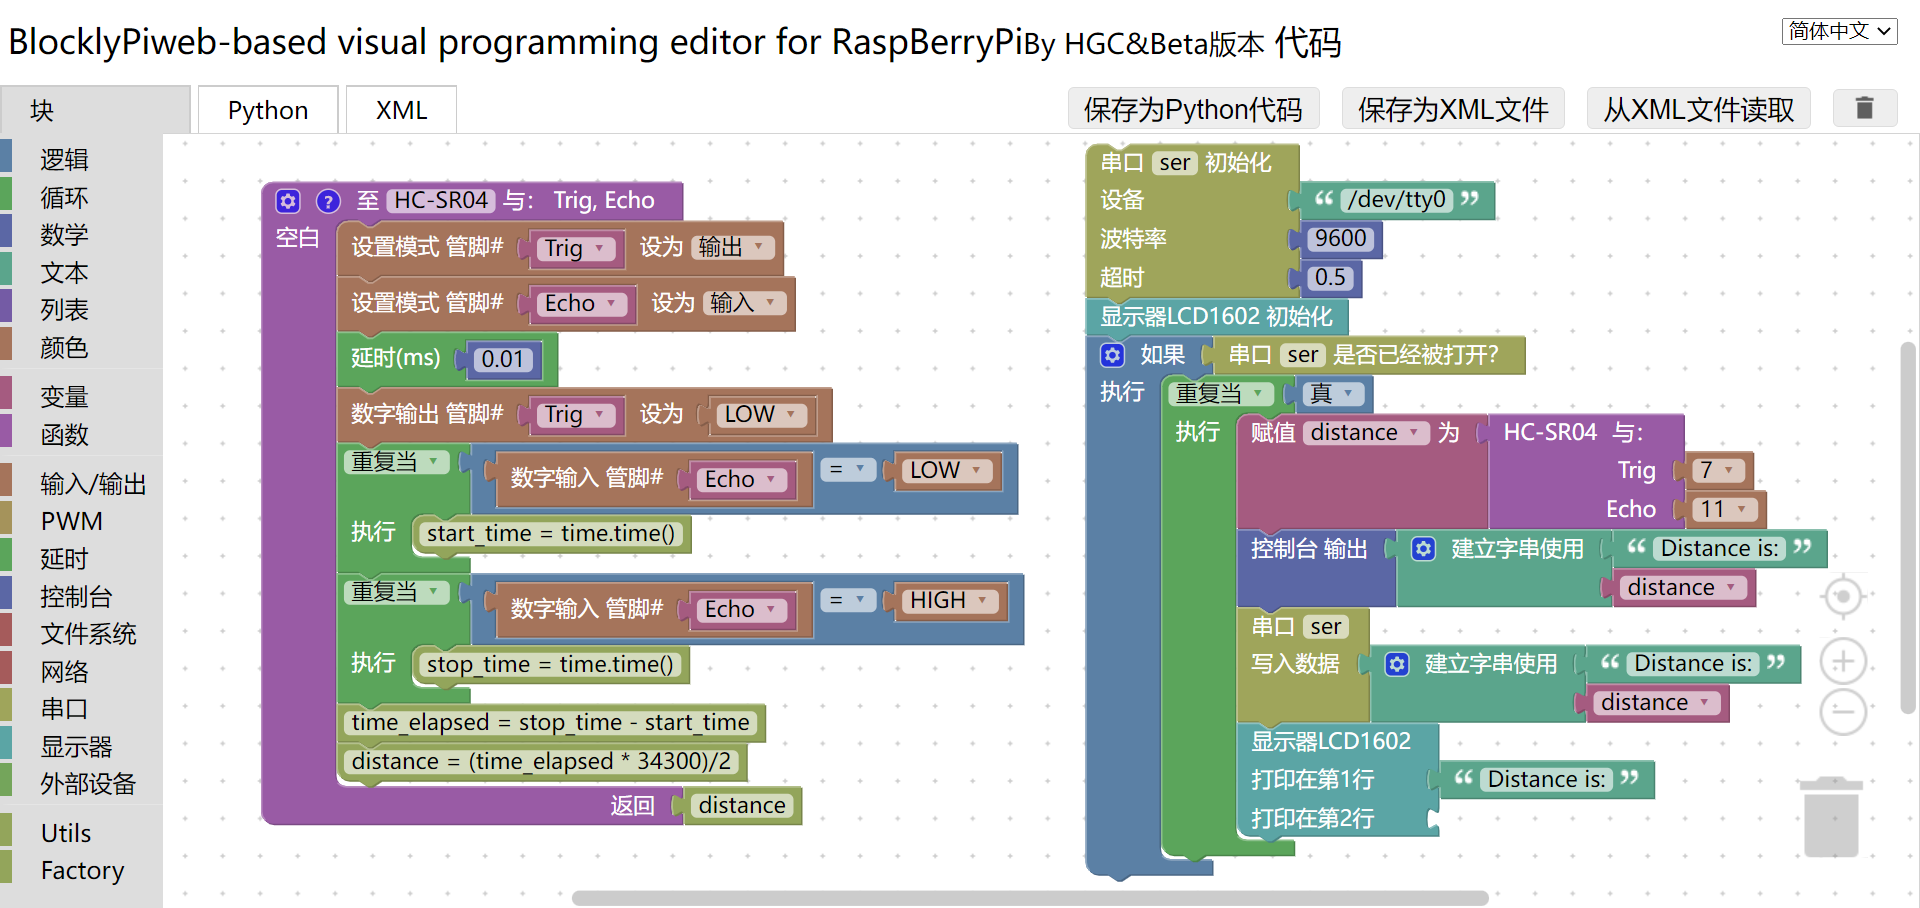 BlocklyPiweb-based visual programming editor for RaspBerryPiBy HGC&Beta版本 代码
简体中文
块
Python
XML
保存为Python代码
保存为XML文件
从XML文件读取
逻辑
循环
数学
文本
列表
颜色
变量
函数
输入/输出
PWM
延时
控制台
文件系统
网络
串口
显示器
外部设备
Utils
Factory
? 至 HC-SR04 与: Trig, Echo
空白
设置模式 管脚# Trig 设为 输出
设置模式 管脚# Echo 设为 输入
延时(ms) 0.01
数字输出 管脚# Trig 设为 LOW
重复当 数字输入 管脚# Echo = LOW
执行 start_time = time.time()
重复当 数字输入 管脚# Echo = HIGH
执行 stop_time = time.time()
time_elapsed = stop_time - start_time
distance = (time_elapsed * 34300)/2
返回 distance
串口 ser 初始化
设备 “ /dev/tty0 ”
波特率 9600
超时 0.5
显示器LCD1602 初始化
如果 串口 ser 是否已经被打开?
执行 重复当 真
执行 赋值 distance 为 HC-SR04 与:
Trig 7
Echo 11
控制台 输出 建立字串使用 “ Distance is: ”
distance
串口 ser
写入数据 建立字串使用 “ Distance is: ”
distance
显示器LCD1602
打印在第1行 “ Distance is: ”
打印在第2行